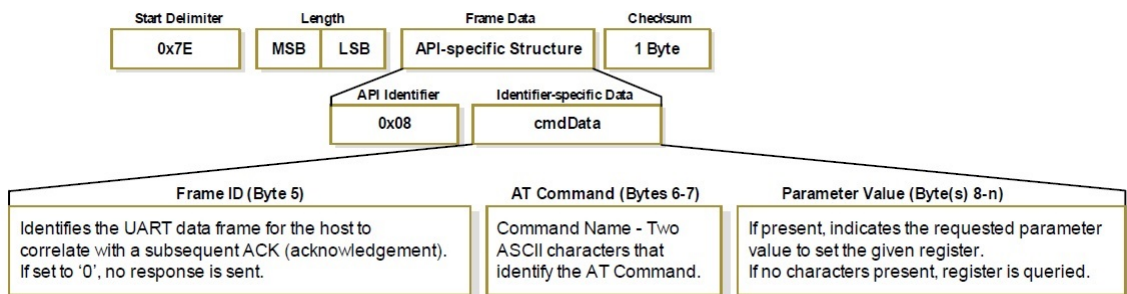 Start Delimiter
Length
Frame Data
Checksum
0x7E
MSB
LSB
API-specific Structure
1 Byte
API Identifier
Identifier-specific Data
0x08
cmdData
Frame ID (Byte 5)
AT Command (Bytes 6-7)
Parameter Value (Byte(s) 8-n)
Identifies the UART data frame for the host to
correlate with a subsequent ACK (acknowledgement).
If set to ‘0’, no response is sent.
Command Name - Two
ASCII characters that
identify the AT Command.
If present, indicates the requested parameter
value to set the given register.
If no characters present, register is queried.